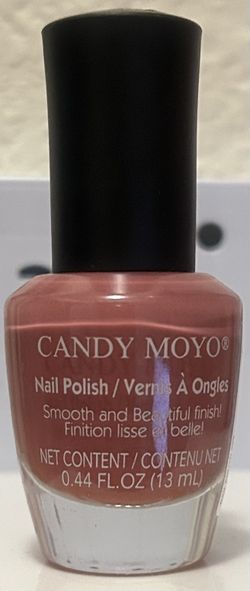 CANDY MOYO®
Nail Polish / Vernis À Ongles
Smooth and Beautiful finish!
Finition lisse et belle!
NET CONTENT / CONTENU NET
0.44 FL.OZ (13 mL)